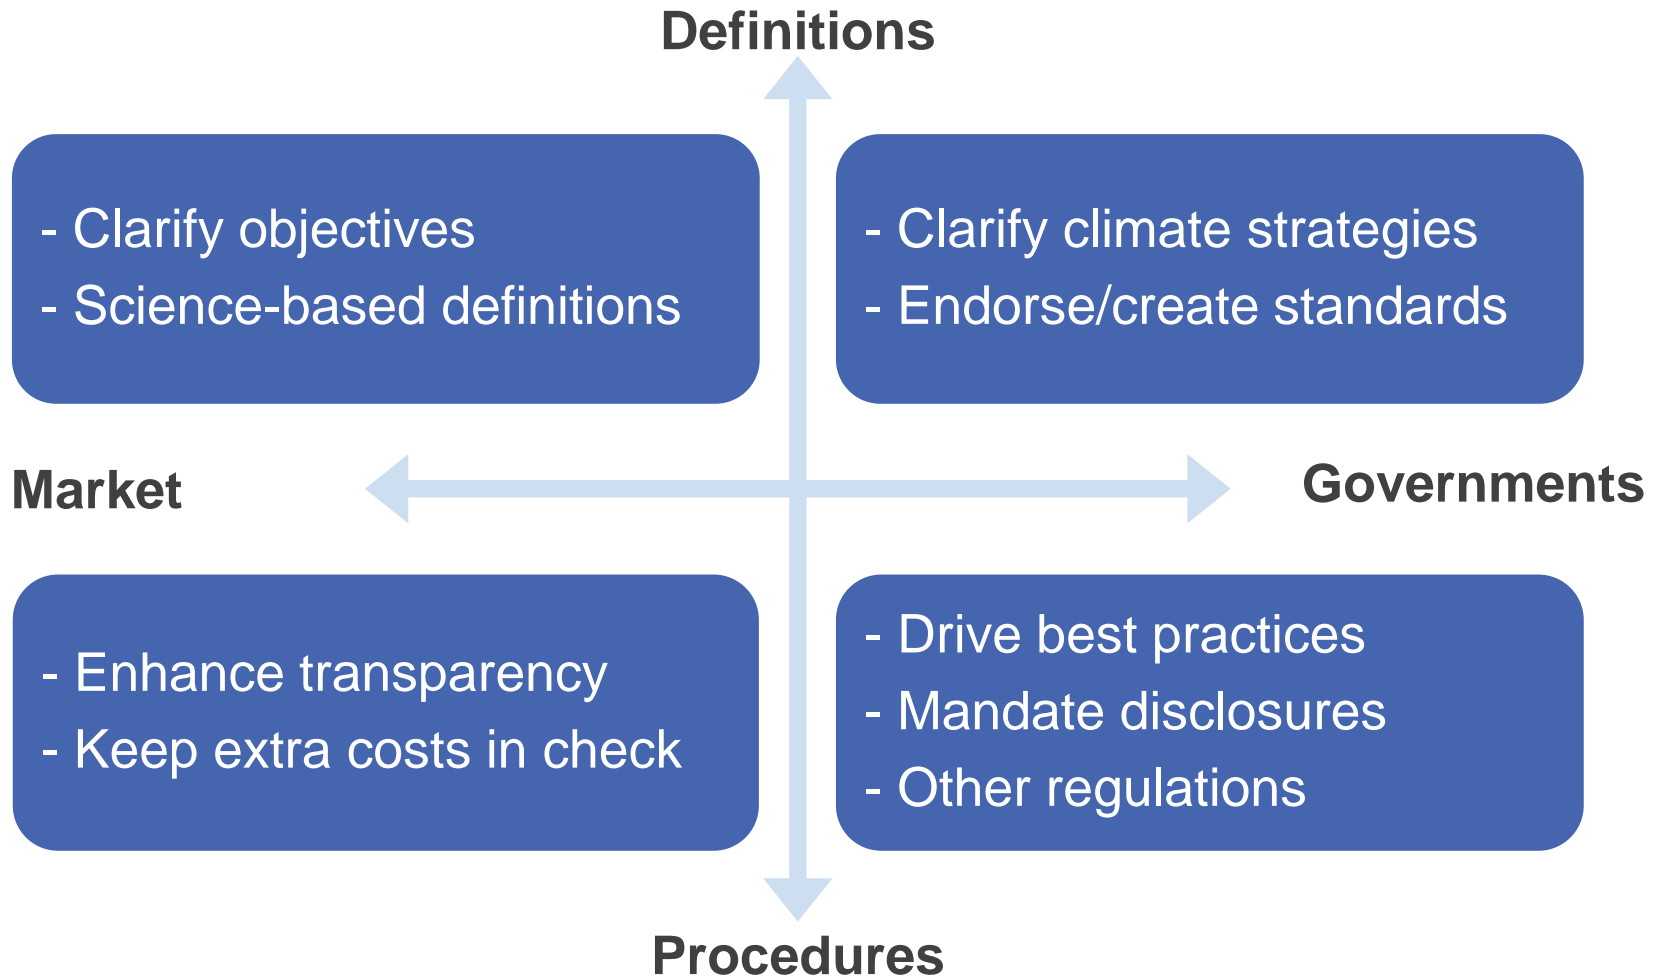 Definitions
- Clarify objectives
- Science-based definitions
- Clarify climate strategies
- Endorse/create standards
Market
Governments
- Enhance transparency
- Keep extra costs in check
- Drive best practices
- Mandate disclosures
- Other regulations
Procedures